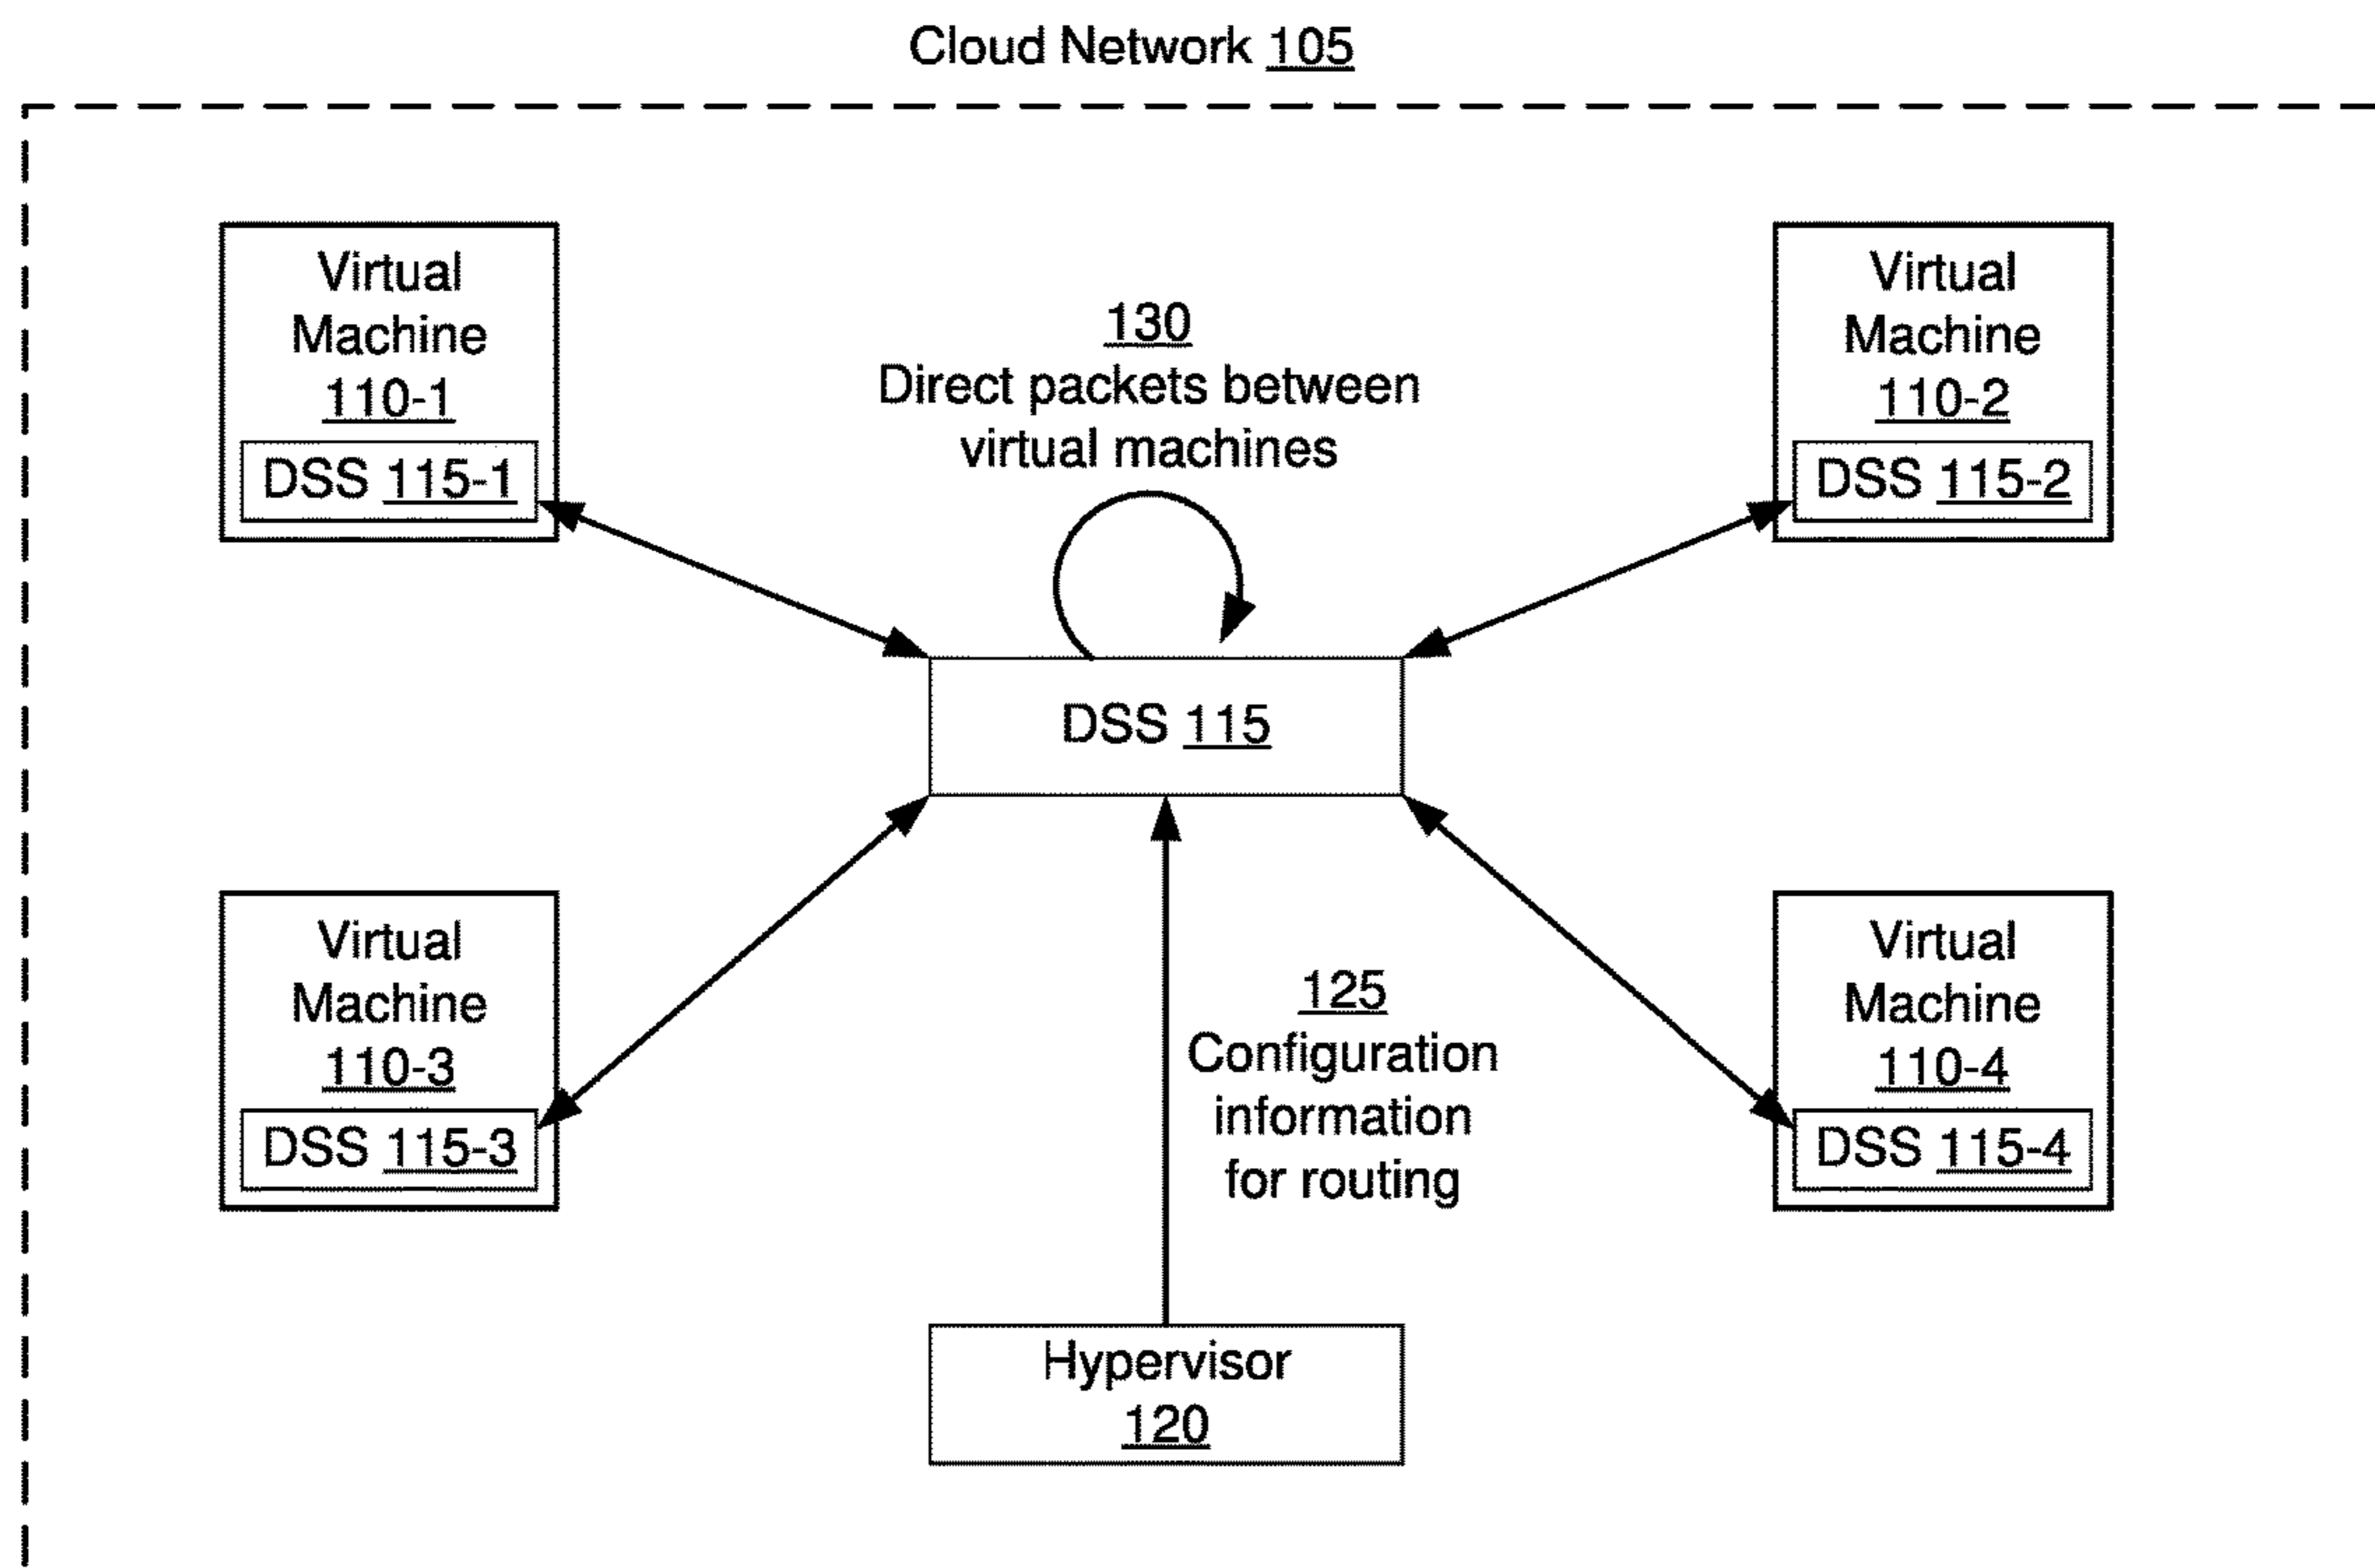 Cloud Network 105
Virtual
Machine
110-1
DSS 115-1
130
Direct packets between
virtual machines
Virtual
Machine
110-2
DSS 115-2
DSS 115
Virtual
Machine
110-3
DSS 115-3
125
Configuration
information
for routing
Virtual
Machine
110-4
DSS 115-4
Hypervisor
120